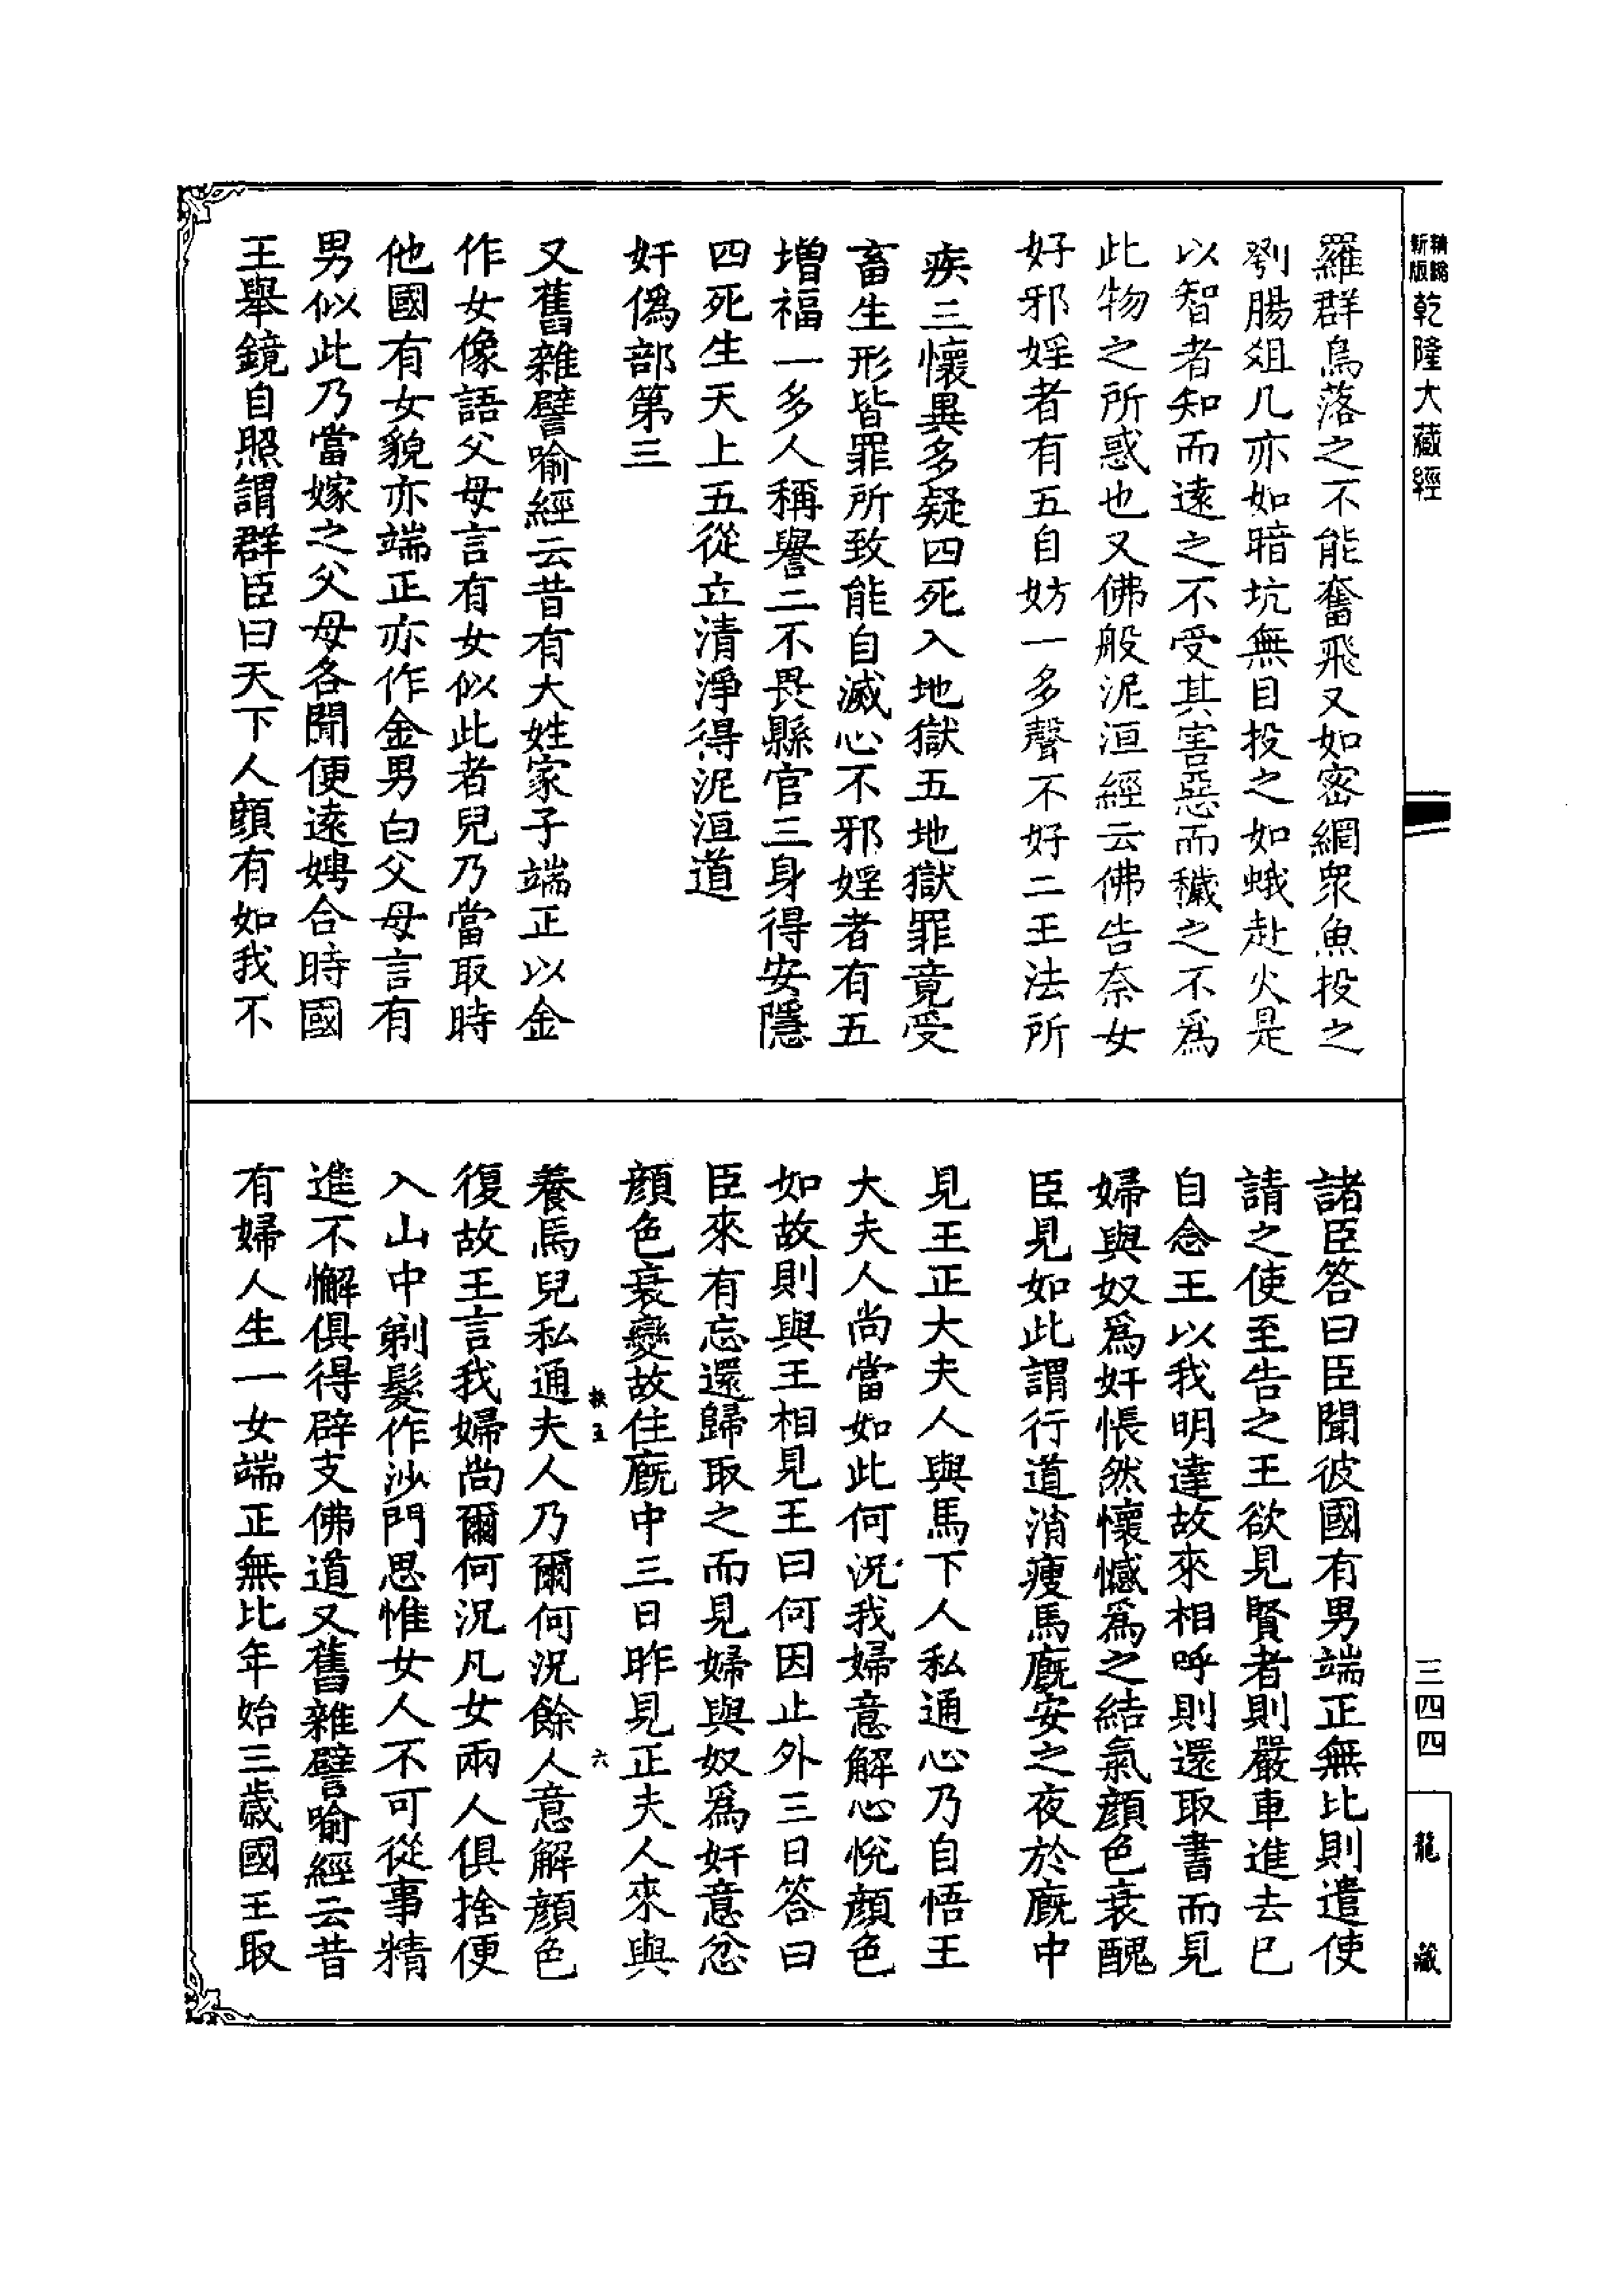 新版
乾隆大藏經
羅群鳥落之不能奮飛又如密網衆魚投之
刳腸俎几亦如暗坑無目投之如蛾赴火是
以智者知而遠之不受其害惡而穢之不爲
此物之所惑也又佛般泥洹經云佛告奈女
好邪婬者有五自妨一多聲不好二王法所
疾三懷異多疑四死入地獄五地獄罪竟受
畜生形皆罪所致能自滅心不邪婬者有五
增福一多人稱譽二不畏縣官三身得安隱
四死生天上五從立清淨得泥洹道
奸僞部第三
又舊雜譬喻經云昔有大姓家子端正以金
作女像語父母言有女似此者兒乃當取時
他國有女貌亦端正亦作金男白父母言有
男似此乃當嫁之父母各聞便遠娉合時國
王舉鏡自照謂群臣曰天下人顔有如我不
諸臣答曰臣聞彼國有男端正無比則遣使
請之使至告之王欲見賢者則嚴車進去已
自念王以我明達故來相呼則還取書而見
婦與奴爲奸悵然懷憾爲之結氣顔色衰醜
臣見如此謂行道消瘦馬廐安之夜於廐中
見王正大夫人與馬下人私通心乃自悟王
大夫人尚當如此何況我婦意解心悅顔色
如故則與王相見王曰何因止外三日答曰
臣來有忘還歸取之而見婦與奴爲奸意忿
顔色衰變故住廐中三日昨見正夫人來與
六
養馬兒私通夫人乃爾何況餘人意解顔色
復故王言我婦尚爾何況凡女兩人俱捨便
入山中剃髮作沙門思惟女人不可從事精
進不懈俱得辟支佛道又舊雜譬喻經云昔
有婦人生一女端正無比年始三歲國王取
三四四
龍藏